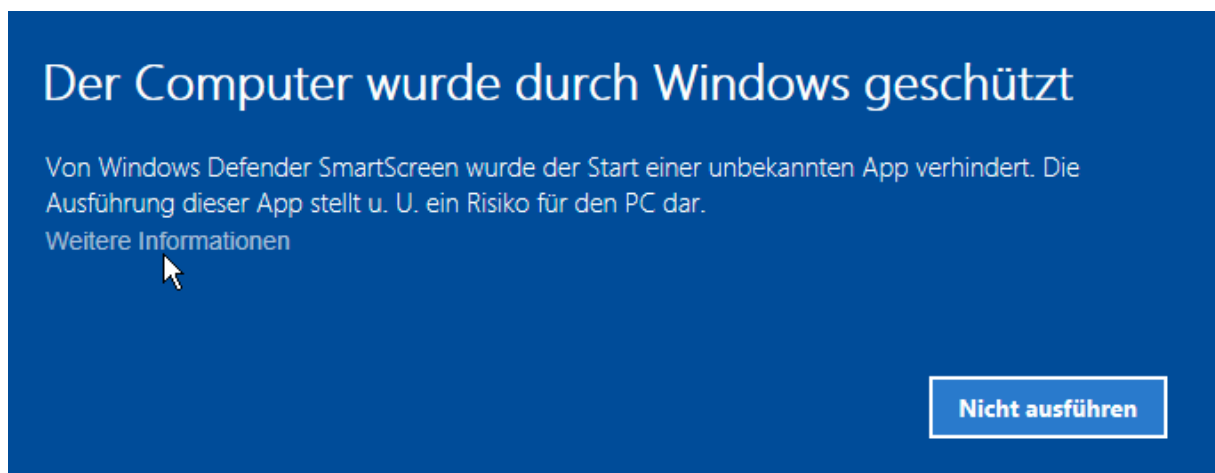 Der Computer wurde durch Windows geschützt
Von Windows Defender SmartScreen wurde der Start einer unbekannten App verhindert. Die
Ausführung dieser App stellt u. U. ein Risiko für den PC dar.
Weitere Informationen
Nicht ausführen